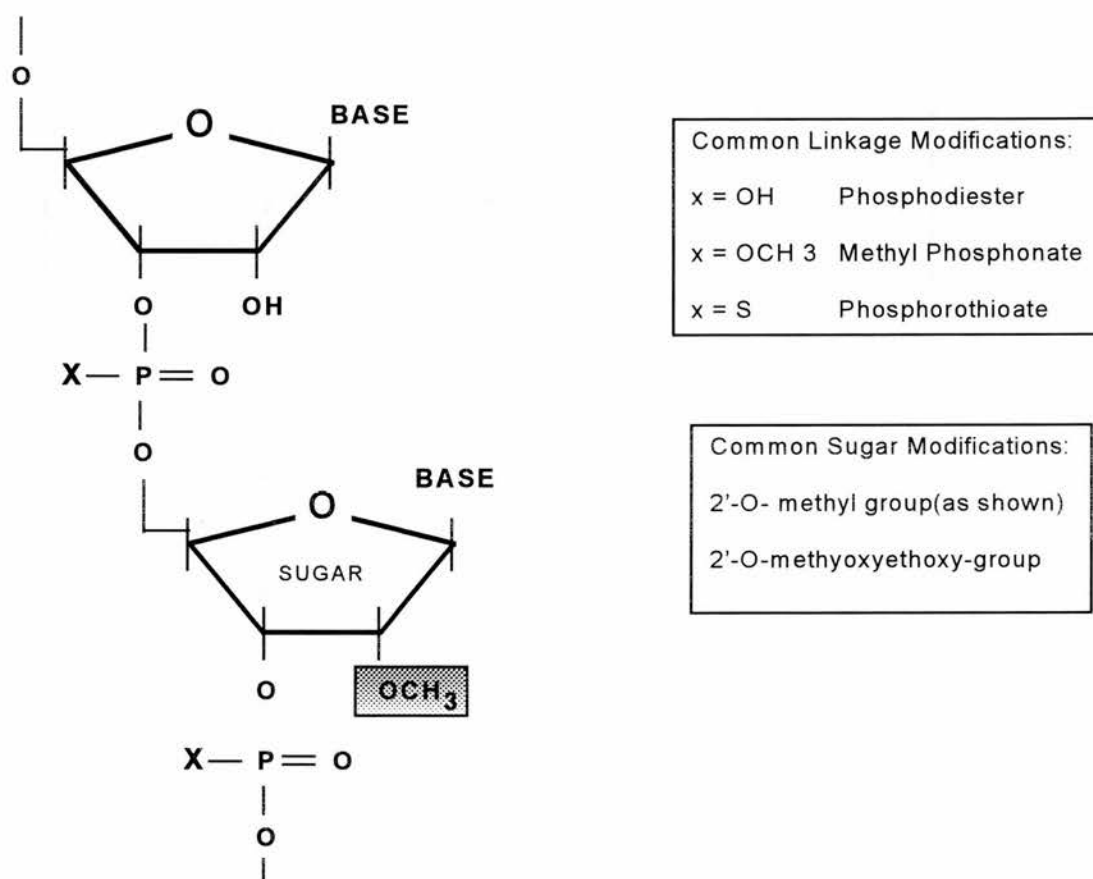 O
O
BASE
O
OH
X
P
O
O
BASE
O
SUGAR
O
OCH3
X
P
O
O
Common Linkage Modifications:
x = OH Phosphodiester
x = OCH 3 Methyl Phosphonate
x = S Phosphorothioate
Common Sugar Modifications:
2'-O- methyl group(as shown)
2'-O-methyoxyethoxy-group